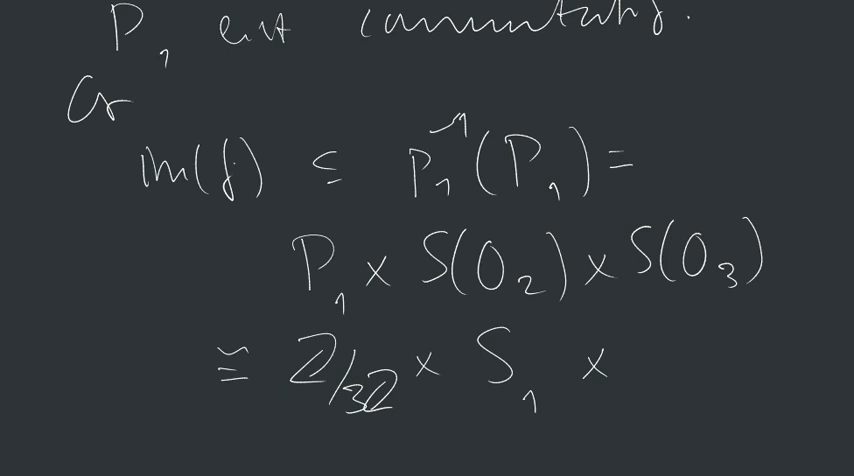 P₁ est commutatif.
Or
im(f) ⊆ p₁⁻¹(P₁) =
P₁ × S(O₂) × S(O₃)
≅ Z/3Z × S₁ ×